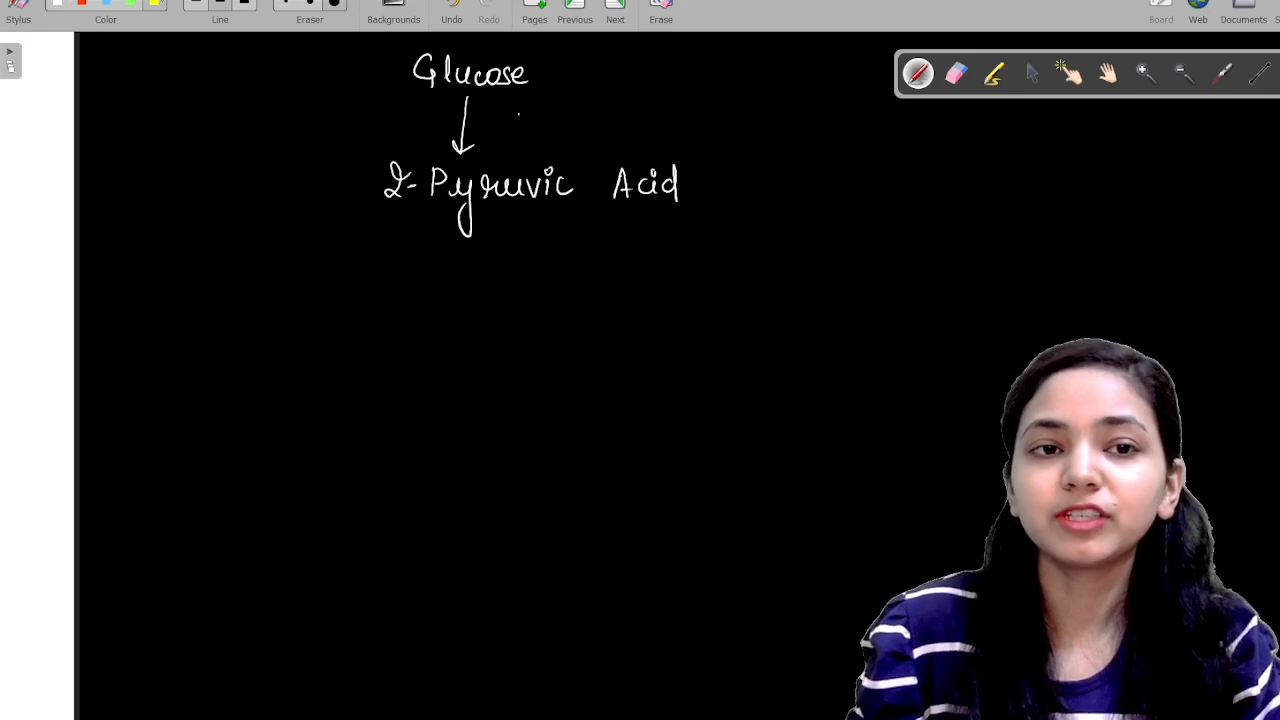 Stylus Color Line Eraser Backgrounds Undo Redo Pages Previous Next Erase Board Web Documents
Glucose
2-Pyruvic Acid